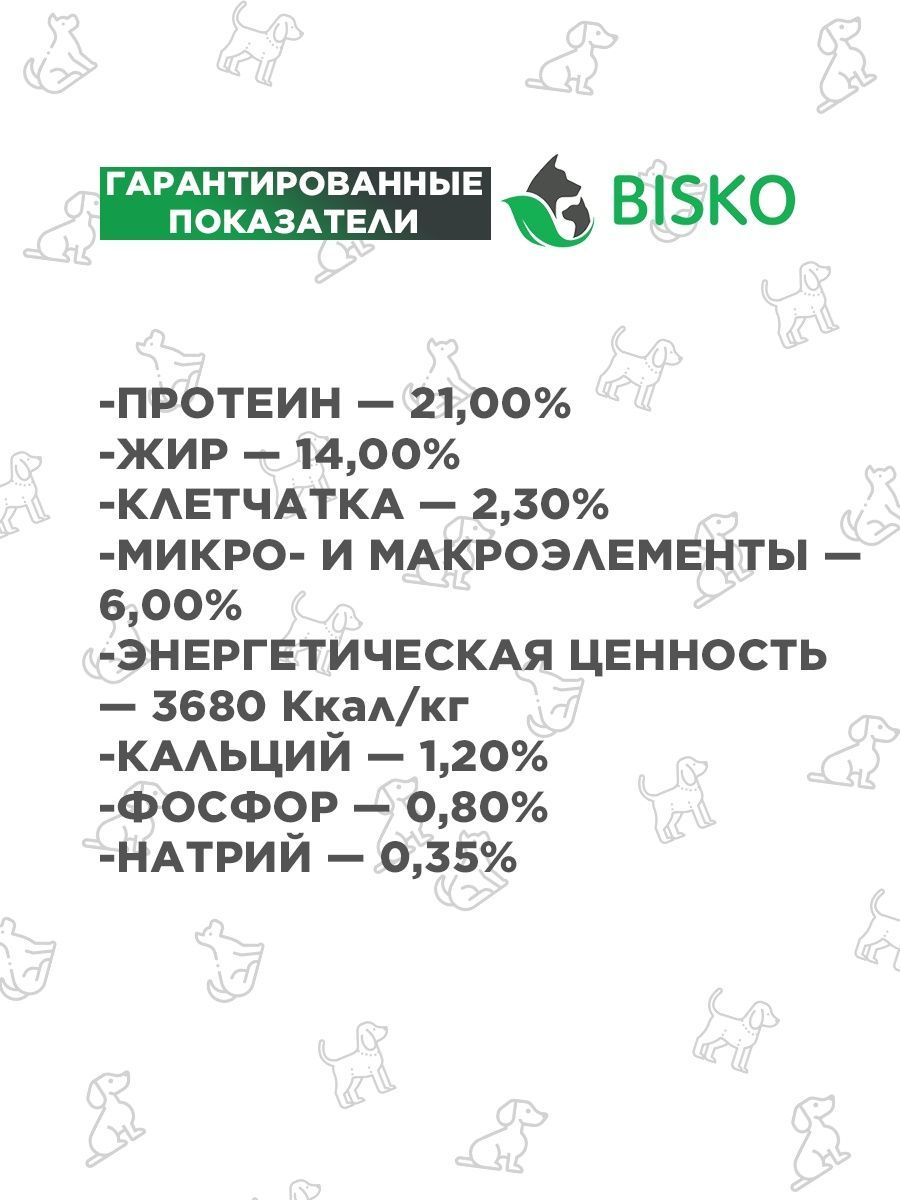 ГАРАНТИРОВАННЫЕ
ПОКАЗАТЕЛИ
BISKO
-ПРОТЕИН — 21,00%
-ЖИР — 14,00%
-КЛЕТЧАТКА — 2,30%
-МИКРО- И МАКРОЭЛЕМЕНТЫ —
6,00%
-ЭНЕРГЕТИЧЕСКАЯ ЦЕННОСТЬ
— 3680 Ккал/кг
-КАЛЬЦИЙ — 1,20%
-ФОСФОР — 0,80%
-НАТРИЙ — 0,35%